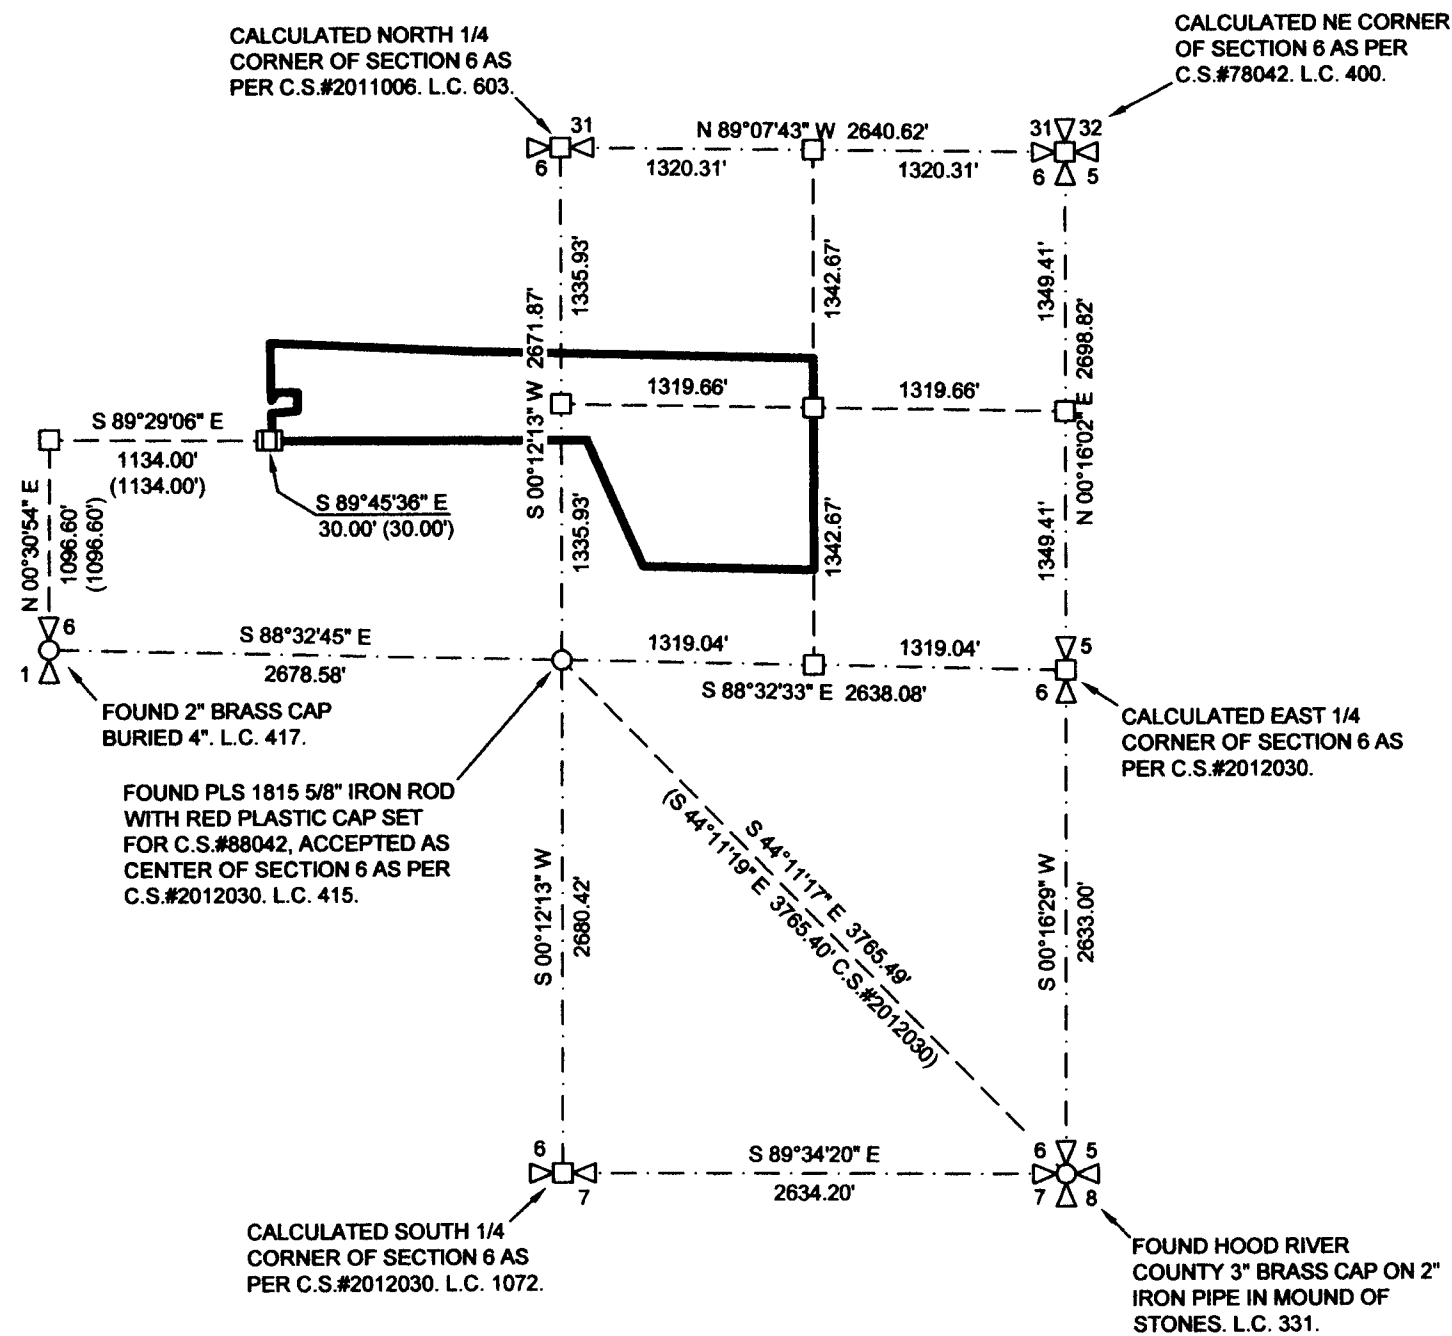 CALCULATED NORTH 1/4
CORNER OF SECTION 6 AS
PER C.S.#2011006. L.C. 603.
CALCULATED NE CORNER
OF SECTION 6 AS PER
C.S.#78042. L.C. 400.
31
6
N 89°07'43" W 2640.62'
1320.31'
1320.31'
31 32
6 5
1335.93'
1342.67'
1349.41'
S 00°12'13" W 2671.87'
N 00°16'02" E 2698.82'
1319.66'
1319.66'
S 89°29'06" E
1134.00'
(1134.00')
S 89°45'36" E
30.00' (30.00')
N 00°30'54" E
1096.60'
(1096.60')
1335.93'
1342.67'
1349.41'
6
1
S 88°32'45" E
2678.58'
1319.04'
1319.04'
S 88°32'33" E 2638.08'
5
6
FOUND 2" BRASS CAP
BURIED 4". L.C. 417.
CALCULATED EAST 1/4
CORNER OF SECTION 6 AS
PER C.S.#2012030.
FOUND PLS 1815 5/8" IRON ROD
WITH RED PLASTIC CAP SET
FOR C.S.#88042, ACCEPTED AS
CENTER OF SECTION 6 AS PER
C.S.#2012030. L.C. 415.
S 44°11'17" E 3765.49'
(S 44°11'19" E 3765.40' C.S.#2012030)
S 00°12'13" W
2680.42'
S 00°16'29" W
2633.00'
6
7
S 89°34'20" E
2634.20'
6 5
7 8
CALCULATED SOUTH 1/4
CORNER OF SECTION 6 AS
PER C.S.#2012030. L.C. 1072.
FOUND HOOD RIVER
COUNTY 3" BRASS CAP ON 2"
IRON PIPE IN MOUND OF
STONES. L.C. 331.